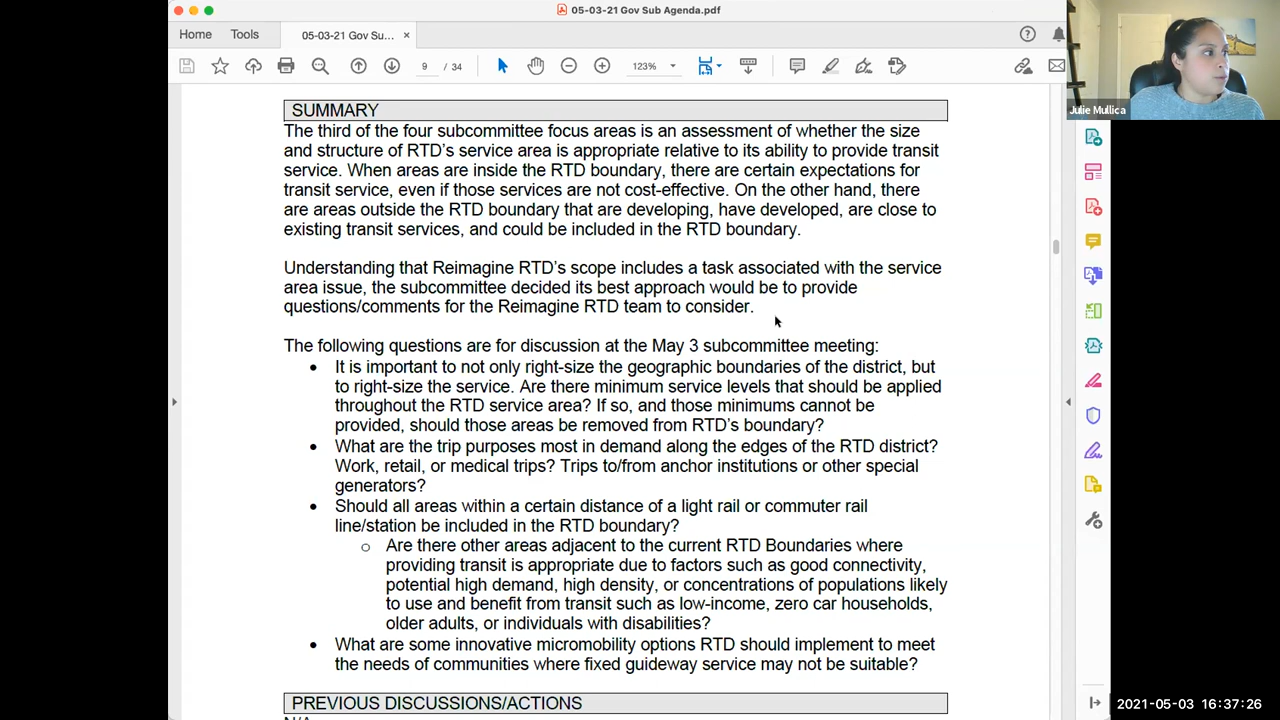 05-03-21 Gov Sub Agenda.pdf
Home
Tools
05-03-21 Gov Su...
×
9 / 34
123%
Julie Mullica
SUMMARY
The third of the four subcommittee focus areas is an assessment of whether the size
and structure of RTD's service area is appropriate relative to its ability to provide transit
service. When areas are inside the RTD boundary, there are certain expectations for
transit service, even if those services are not cost-effective. On the other hand, there
are areas outside the RTD boundary that are developing, have developed, are close to
existing transit services, and could be included in the RTD boundary.
Understanding that Reimagine RTD's scope includes a task associated with the service
area issue, the subcommittee decided its best approach would be to provide
questions/comments for the Reimagine RTD team to consider.
The following questions are for discussion at the May 3 subcommittee meeting:
• It is important to not only right-size the geographic boundaries of the district, but
to right-size the service. Are there minimum service levels that should be applied
throughout the RTD service area? If so, and those minimums cannot be
provided, should those areas be removed from RTD's boundary?
• What are the trip purposes most in demand along the edges of the RTD district?
Work, retail, or medical trips? Trips to/from anchor institutions or other special
generators?
• Should all areas within a certain distance of a light rail or commuter rail
line/station be included in the RTD boundary?
o Are there other areas adjacent to the current RTD Boundaries where
providing transit is appropriate due to factors such as good connectivity,
potential high demand, high density, or concentrations of populations likely
to use and benefit from transit such as low-income, zero car households,
older adults, or individuals with disabilities?
• What are some innovative micromobility options RTD should implement to meet
the needs of communities where fixed guideway service may not be suitable?
PREVIOUS DISCUSSIONS/ACTIONS
N/A
2021-05-03 16:37:26